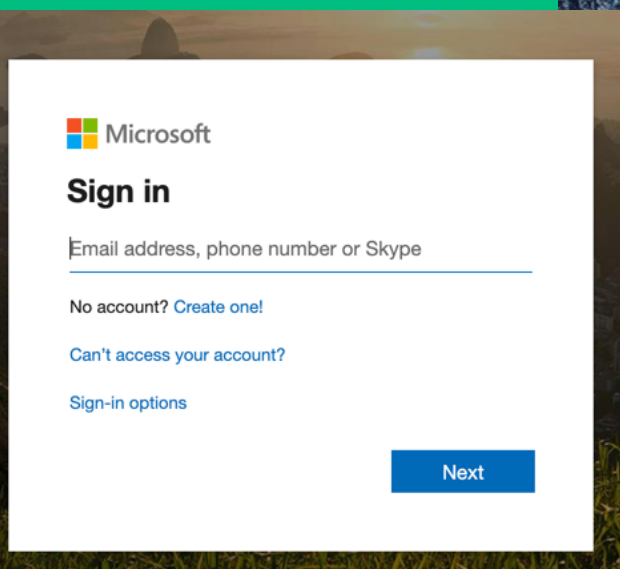 Microsoft
Sign in
Email address, phone number or Skype
No account? Create one!
Can't access your account?
Sign-in options
Next